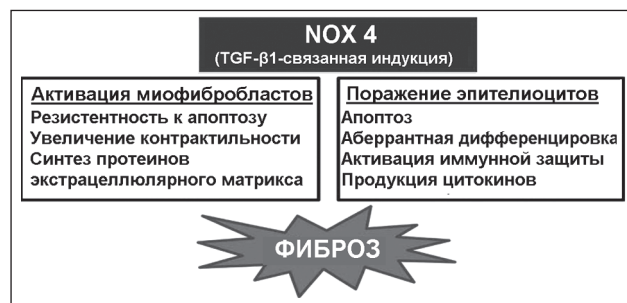 NOX 4
(TGF-β1-связанная индукция)
Активация миофибробластов
Резистентность к апоптозу
Увеличение контрактильности
Синтез протеинов
экстрацеллюлярного матрикса
Поражение эпителиоцитов
Апоптоз
Аберрантная дифференцировка
Активация иммунной защиты
Продукция цитокинов
ФИБРОЗ